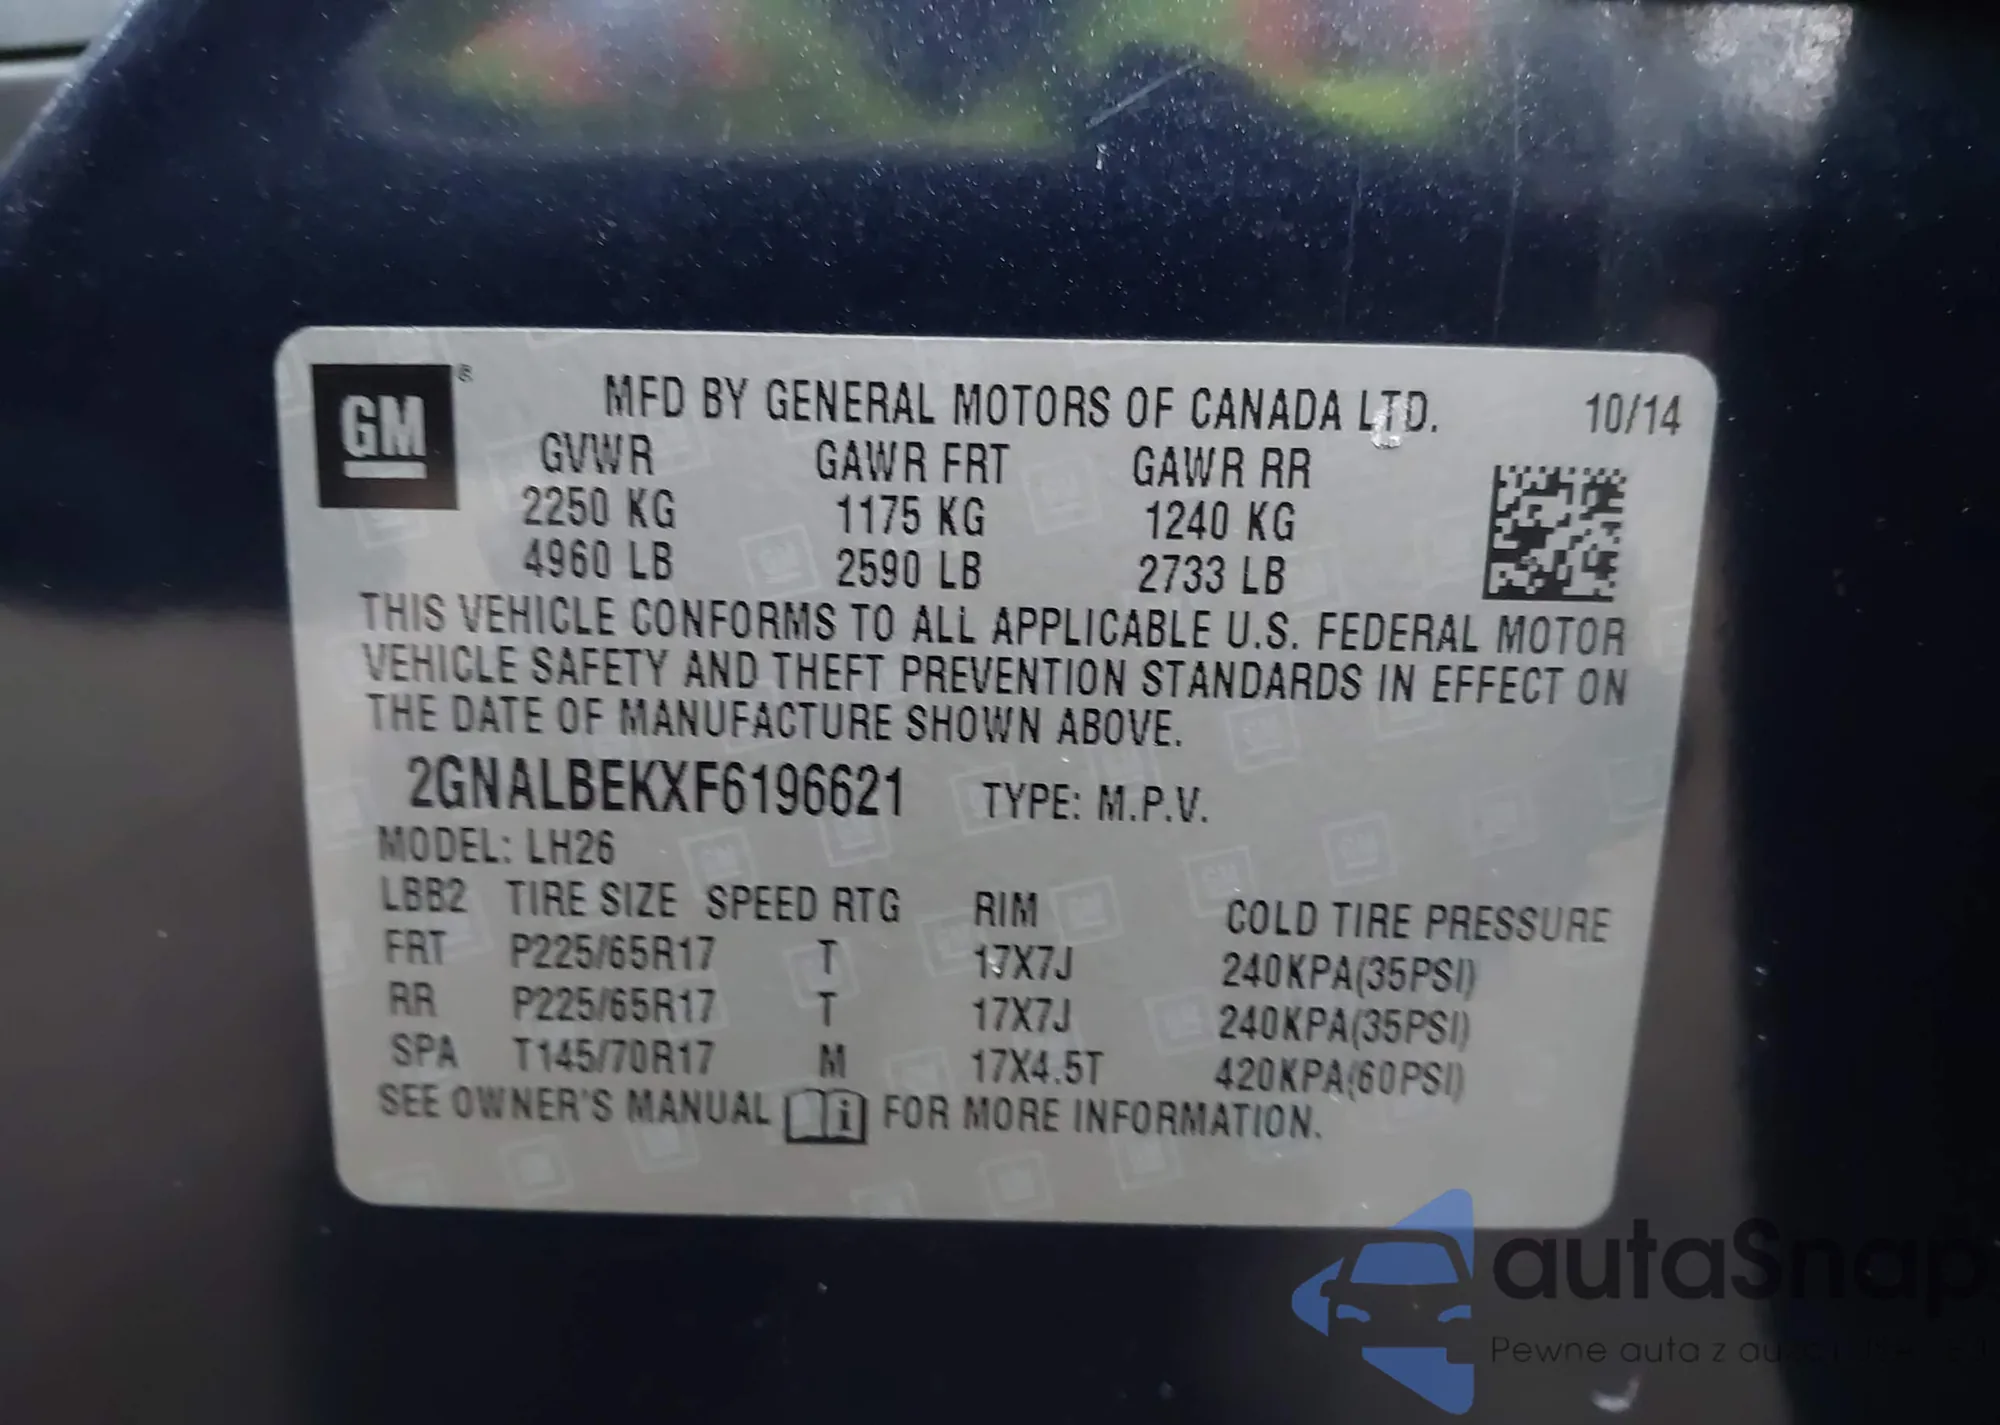 GM ®
MFD BY GENERAL MOTORS OF CANADA LTD. 10/14
GVWR GAWR FRT GAWR RR
2250 KG 1175 KG 1240 KG
4960 LB 2590 LB 2733 LB
THIS VEHICLE CONFORMS TO ALL APPLICABLE U.S. FEDERAL MOTOR
VEHICLE SAFETY AND THEFT PREVENTION STANDARDS IN EFFECT ON
THE DATE OF MANUFACTURE SHOWN ABOVE.
2GNALBEKXF6196621 TYPE: M.P.V.
MODEL: LH26
LBB2 TIRE SIZE SPEED RTG RIM COLD TIRE PRESSURE
FRT P225/65R17 T 17X7J 240KPA(35PSI)
RR P225/65R17 T 17X7J 240KPA(35PSI)
SPA T145/70R17 M 17X4.5T 420KPA(60PSI)
SEE OWNER'S MANUAL i FOR MORE INFORMATION.
autaSnap
Pewne auta z